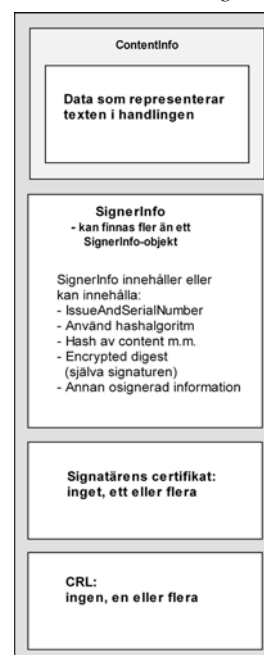 ContentInfo
Data som representerar
texten i handlingen
SignerInfo
- kan finnas fler än ett
SignerInfo-objekt
SignerInfo innehåller eller
kan innehålla:
- IssueAndSerialNumber
- Använd hashalgoritm
- Hash av content m.m.
- Encrypted digest
(själva signaturen)
- Annan osignerad information
Signatärens certifikat:
inget, ett eller flera
CRL:
ingen, en eller flera